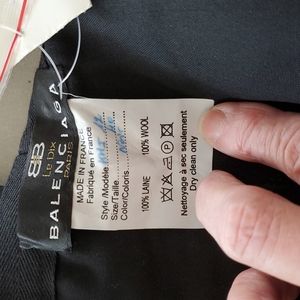 BB
Le Dix
PARIS
BALENCIAGA
MADE IN FRANCE
Fabriqué en France
Style /Modèle
Size/Taille
Color/Coloris
100% LAINE 100% WOOL
Nettoyage à sec seulement
Dry clean only